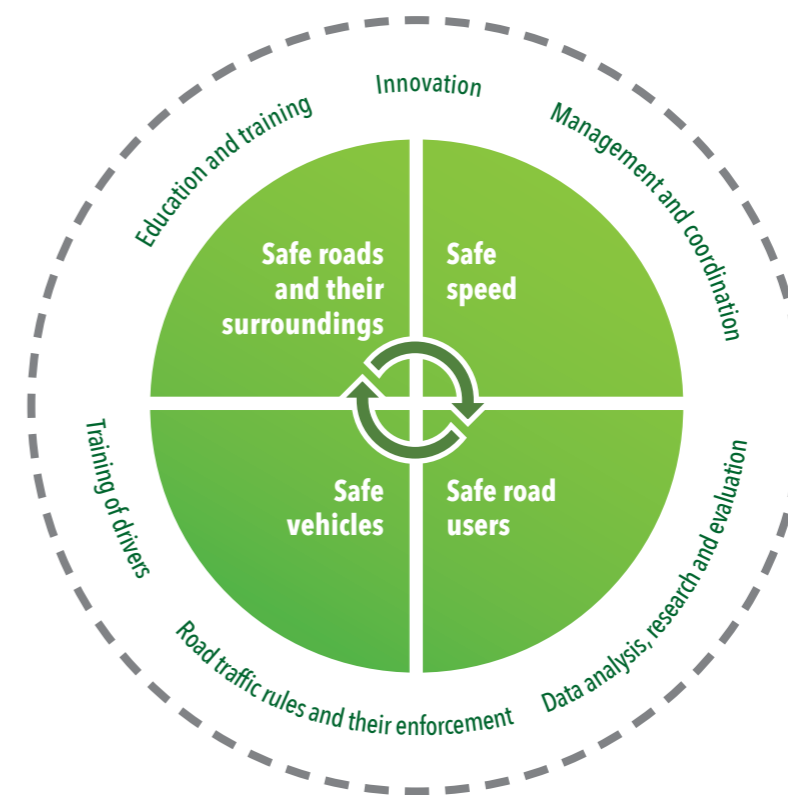 Innovation
Management and coordination
Data analysis, research and evaluation
Road traffic rules and their enforcement
Training of drivers
Education and training
Safe roads
and their
surroundings
Safe
speed
Safe
vehicles
Safe road
users